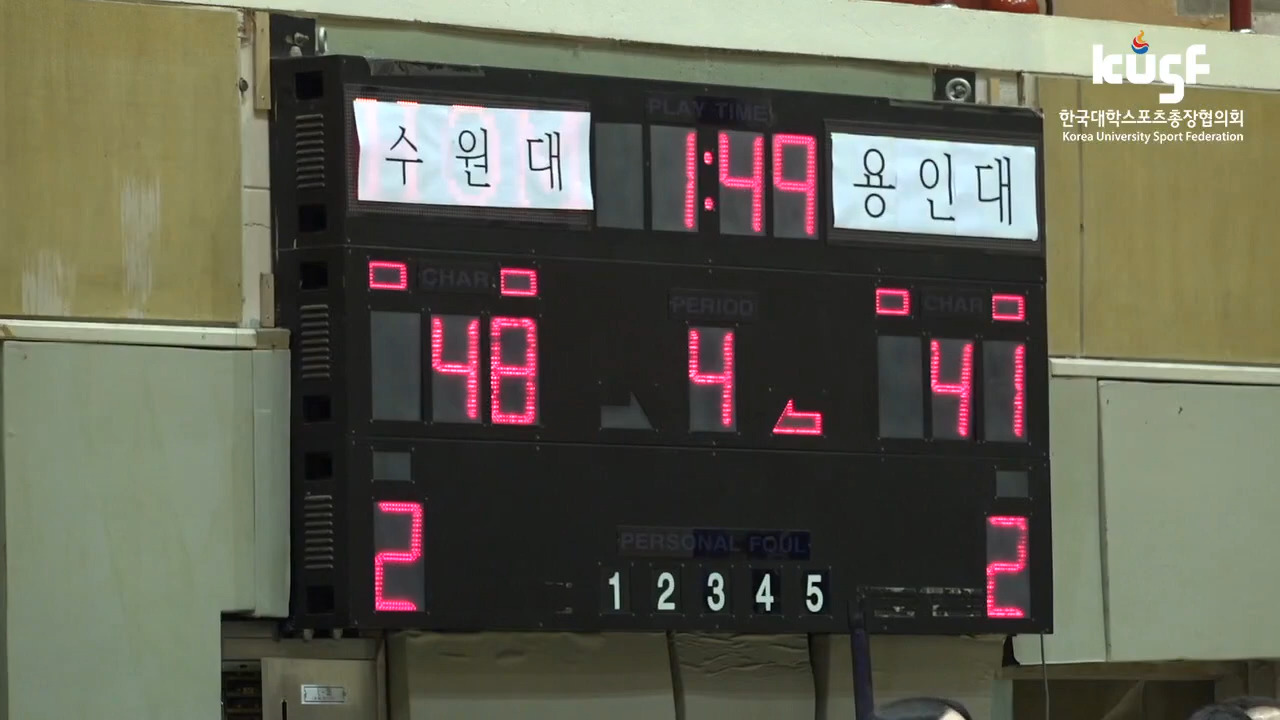 kusf
한국대학스포츠총장협의회
Korea University Sport Federation
PLAY TIME
수원대 1:49 용인대
CHAR PERIOD CHAR
48 4 41
2 2
PERSONAL FOUL
1 2 3 4 5